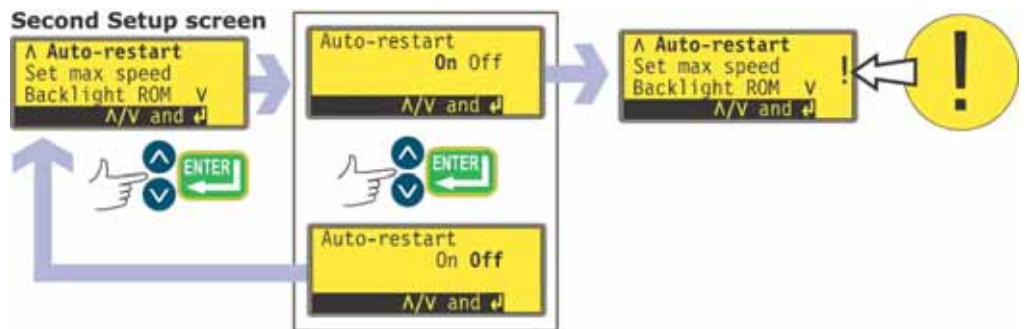 Second Setup screen
Λ Auto-restart
Set max speed
Backlight ROM V
Λ/V and ↲
ENTER
Auto-restart
On Off
Λ/V and ↲
ENTER
Auto-restart
On Off
Λ/V and ↲
Λ Auto-restart
Set max speed !
Backlight ROM V
Λ/V and ↲
!